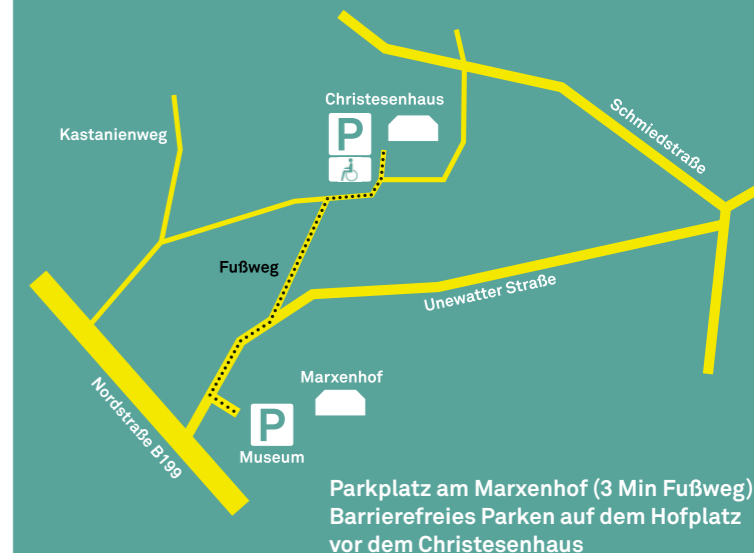 Christesenhaus
P
Kastanienweg
Schmiedstraße
Fußweg
Unewatter Straße
Marxenhof
P
Museum
Nordstraße B199
Parkplatz am Marxenhof (3 Min Fußweg)
Barrierefreies Parken auf dem Hofplatz
vor dem Christesenhaus